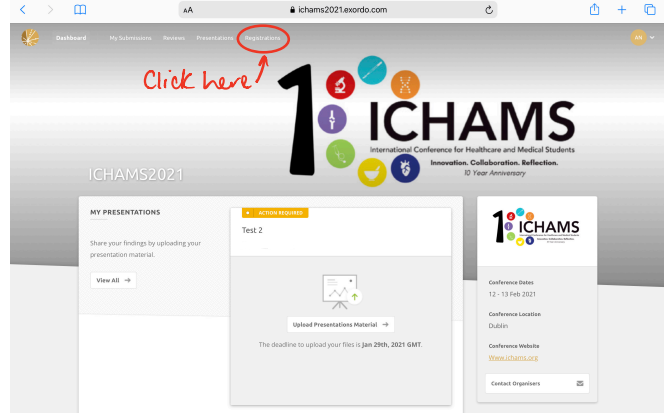 AA
ichams2021.exordo.com
Dashboard My Submissions Reviews Presentations Registrations
AN
Click here
10 ICHAMS
International Conference for Healthcare and Medical Students
Innovation. Collaboration. Reflection.
10 Year Anniversary
ICHAMS2021
MY PRESENTATIONS
Share your findings by uploading your
presentation material.
View All
ACTION REQUIRED
Test 2
Upload Presentations Material
The deadline to upload your files is Jan 29th, 2021 GMT.
10 ICHAMS
Conference Dates
12 - 13 Feb 2021
Conference Location
Dublin
Conference Website
Www.ichams.org
Contact Organisers